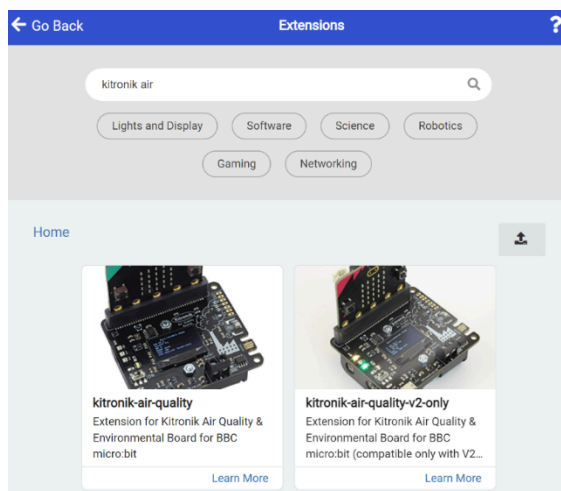 Go Back
Extensions
?
kitronik air
Lights and Display
Software
Science
Robotics
Gaming
Networking
Home
kitronik-air-quality
Extension for Kitronik Air Quality &
Environmental Board for BBC
micro:bit
Learn More
kitronik-air-quality-v2-only
Extension for Kitronik Air Quality &
Environmental Board for BBC
micro:bit (compatible only with V2...
Learn More